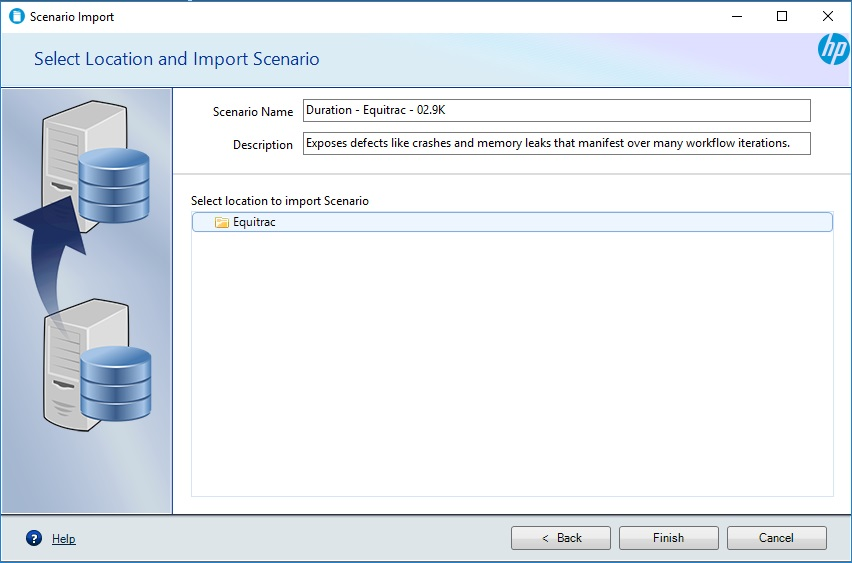 Scenario Import
hp
Select Location and Import Scenario
Scenario Name Duration - Equitrac - 02.9K
Description Exposes defects like crashes and memory leaks that manifest over many workflow iterations.
Select location to import Scenario
Equitrac
? Help
< Back Finish Cancel